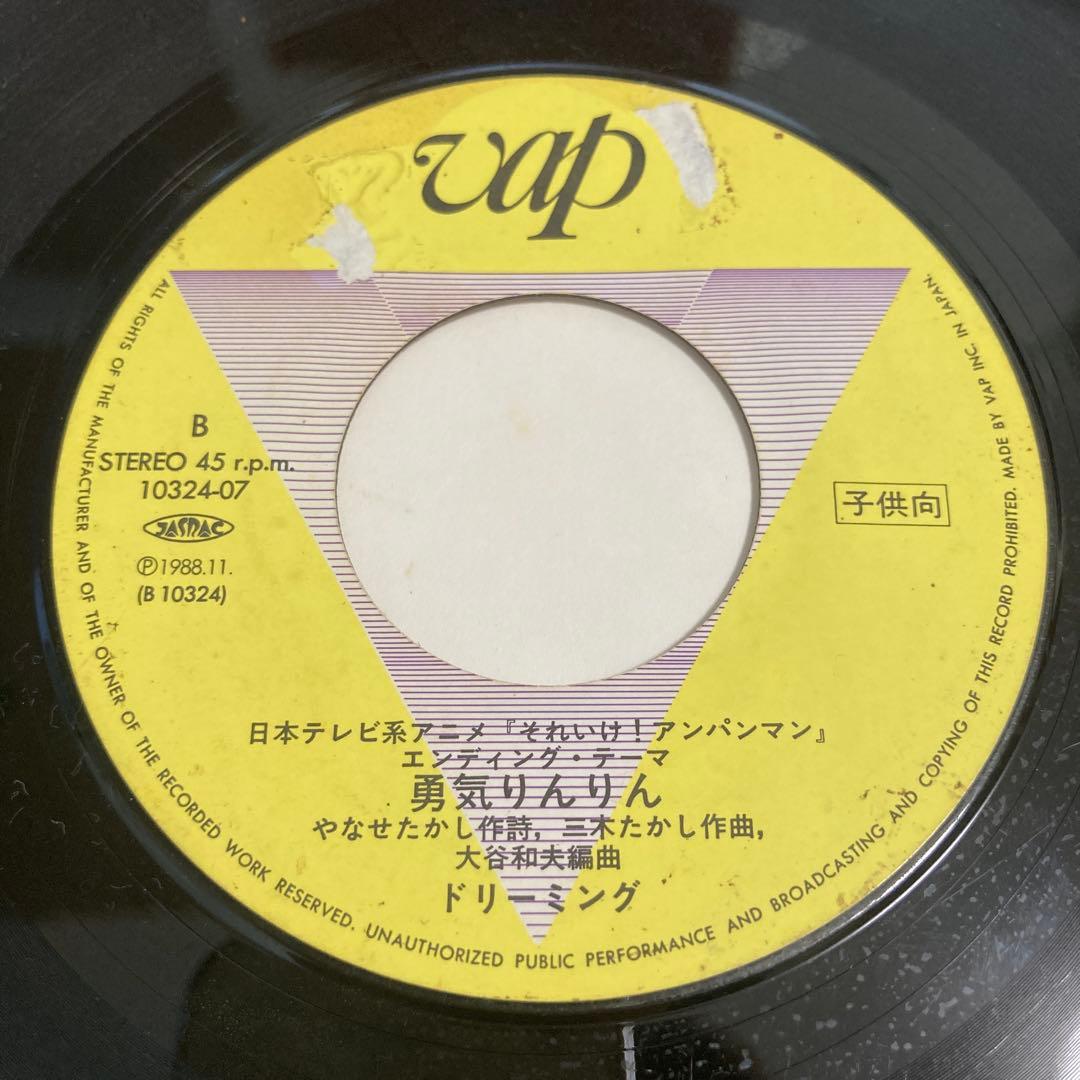 vap
B
STEREO 45 r.p.m.
10324-07
JASRAC
℗1988.11.
(B 10324)
子供向
日本テレビ系アニメ『それいけ!アンパンマン』
エンディング・テーマ
勇気りんりん
やなせたかし作詩, 三木たかし作曲,
大谷和夫編曲
ドリーミング
ALL RIGHTS OF THE MANUFACTURER AND OF THE OWNER OF THE RECORDED WORK RESERVED. UNAUTHORIZED PUBLIC PERFORMANCE AND BROADCASTING AND COPYING OF THIS RECORD PROHIBITED. MADE BY VAP INC. IN JAPAN.